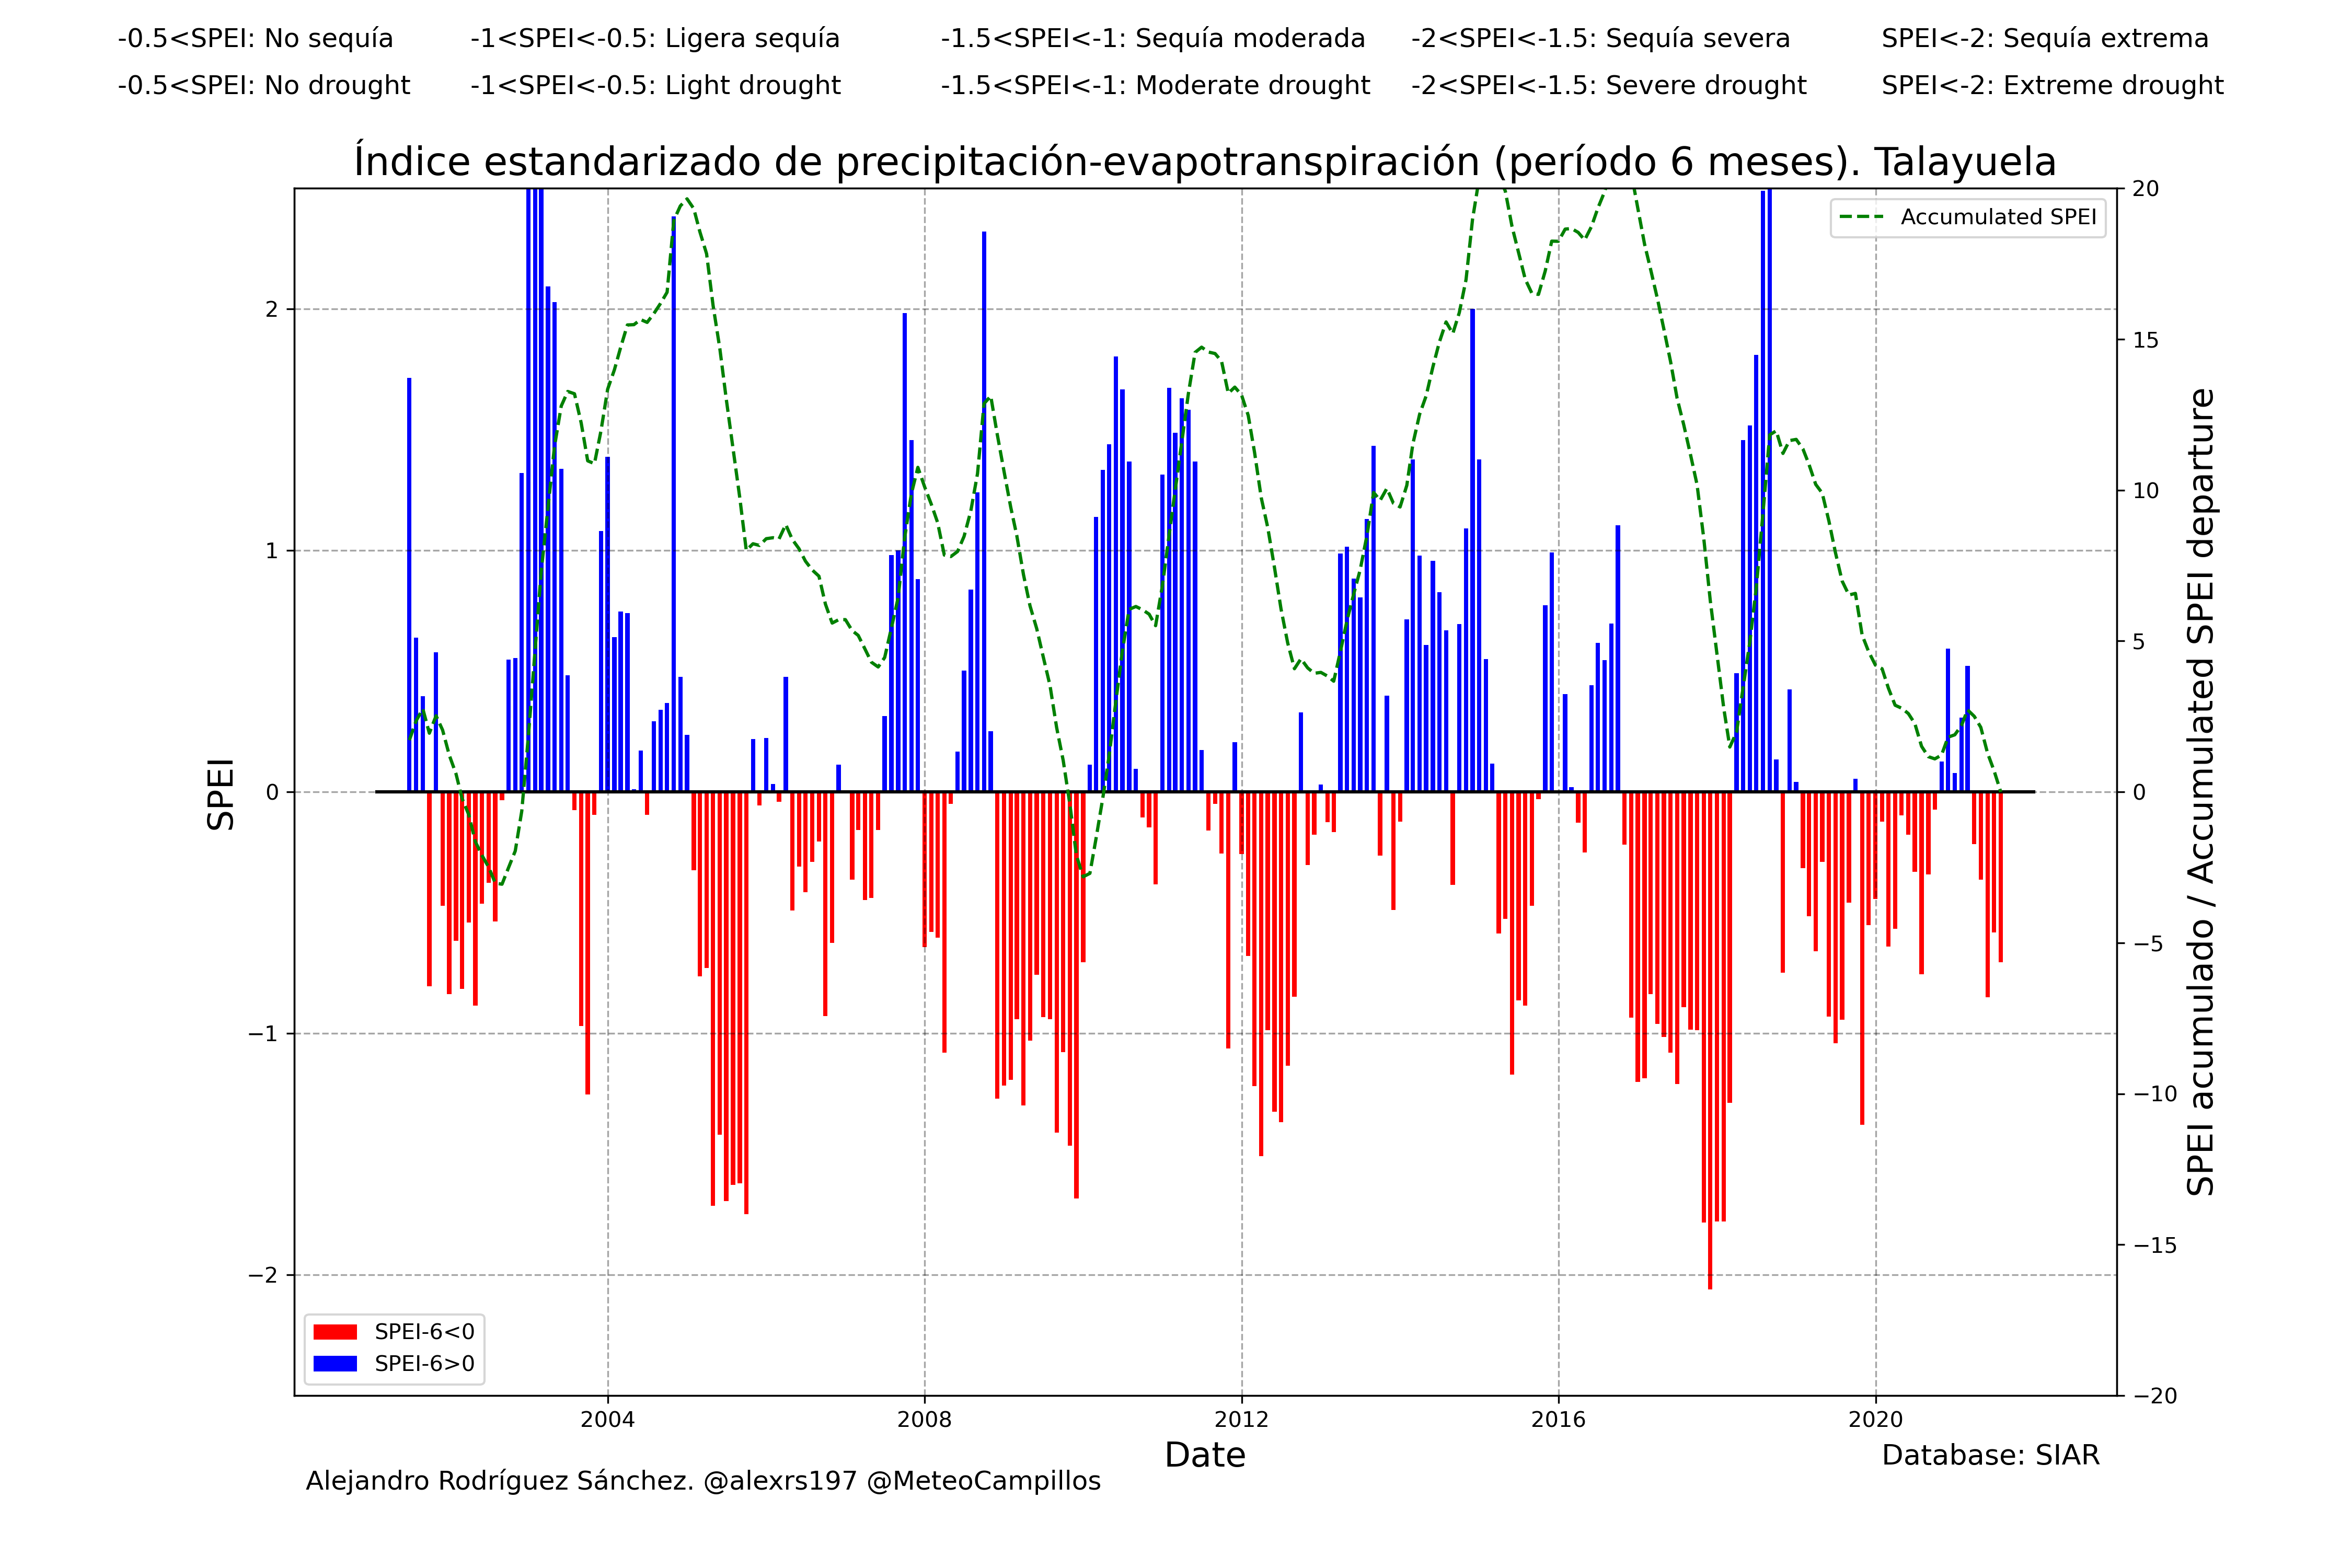 -0.5<SPEI: No sequía -1<SPEI<-0.5: Ligera sequía -1.5<SPEI<-1: Sequía moderada -2<SPEI<-1.5: Sequía severa SPEI<-2: Sequía extrema
-0.5<SPEI: No drought -1<SPEI<-0.5: Light drought -1.5<SPEI<-1: Moderate drought -2<SPEI<-1.5: Severe drought SPEI<-2: Extreme drought
Índice estandarizado de precipitación-evapotranspiración (período 6 meses). Talayuela
Accumulated SPEI
SPEI
2
1
0
−1
−2
20
15
10
5
0
−5
−10
−15
−20
SPEI acumulado / Accumulated SPEI departure
SPEI-6<0
SPEI-6>0
2004 2008 2012 2016 2020
Date
Database: SIAR
Alejandro Rodríguez Sánchez. @alexrs197 @MeteoCampillos